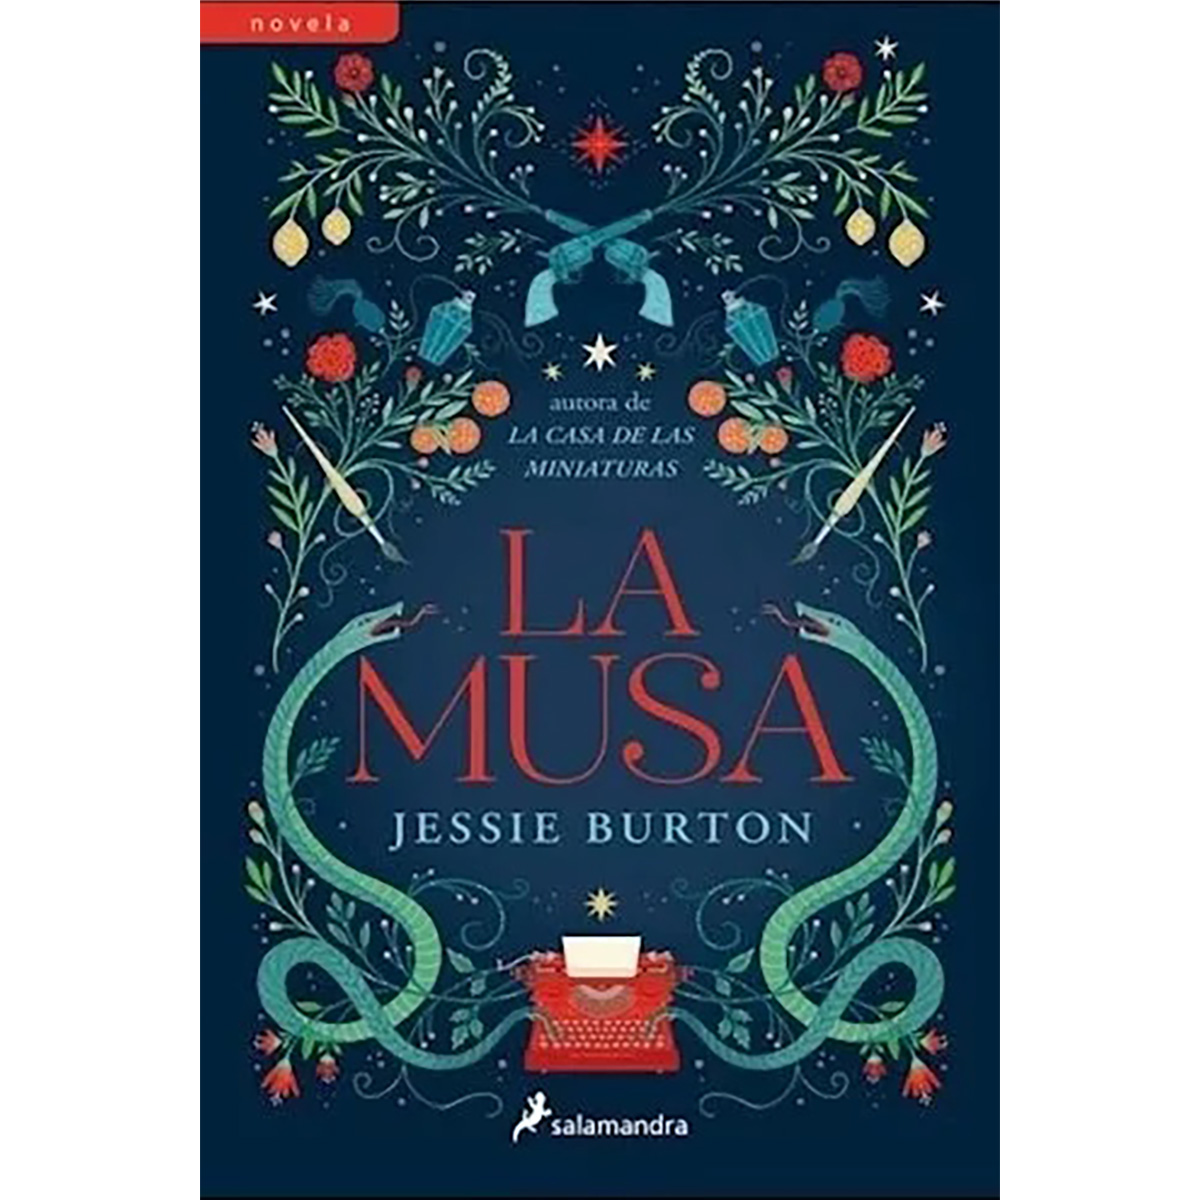 novela
autora de
LA CASA DE LAS
MINIATURAS
LA
MUSA
JESSIE BURTON
salamandra